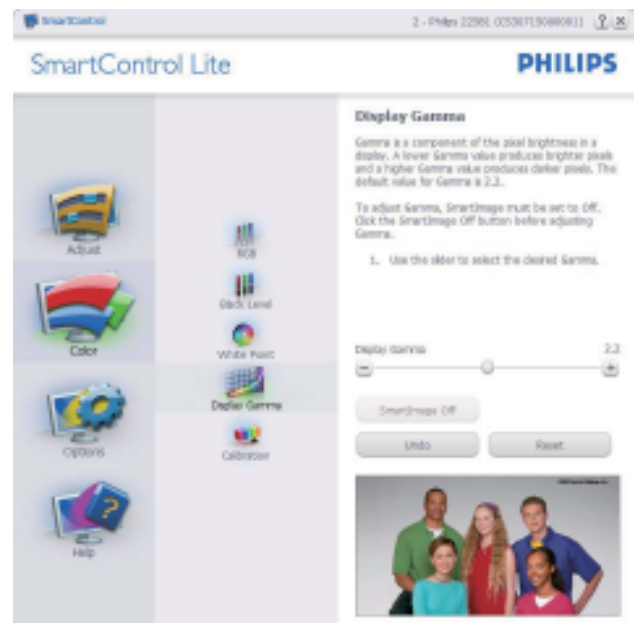 SmartControl
2 - Philips 229B1
SmartControl Lite
PHILIPS
Adjust
Color
Options
Help
RGB
Black Level
White Point
Display Gamma
Calibration
Display Gamma
Gamma is a component of the pixel brightness in a
display. A lower Gamma value produces brighter pixels
and a higher Gamma value produces darker pixels. The
default value for Gamma is 2.2.
To adjust Gamma, SmartImage must be set to Off.
Click the SmartImage Off button before adjusting
Gamma.
1. Use the slider to select the desired Gamma.
Display Gamma 2.2
SmartImage Off
Undo Reset